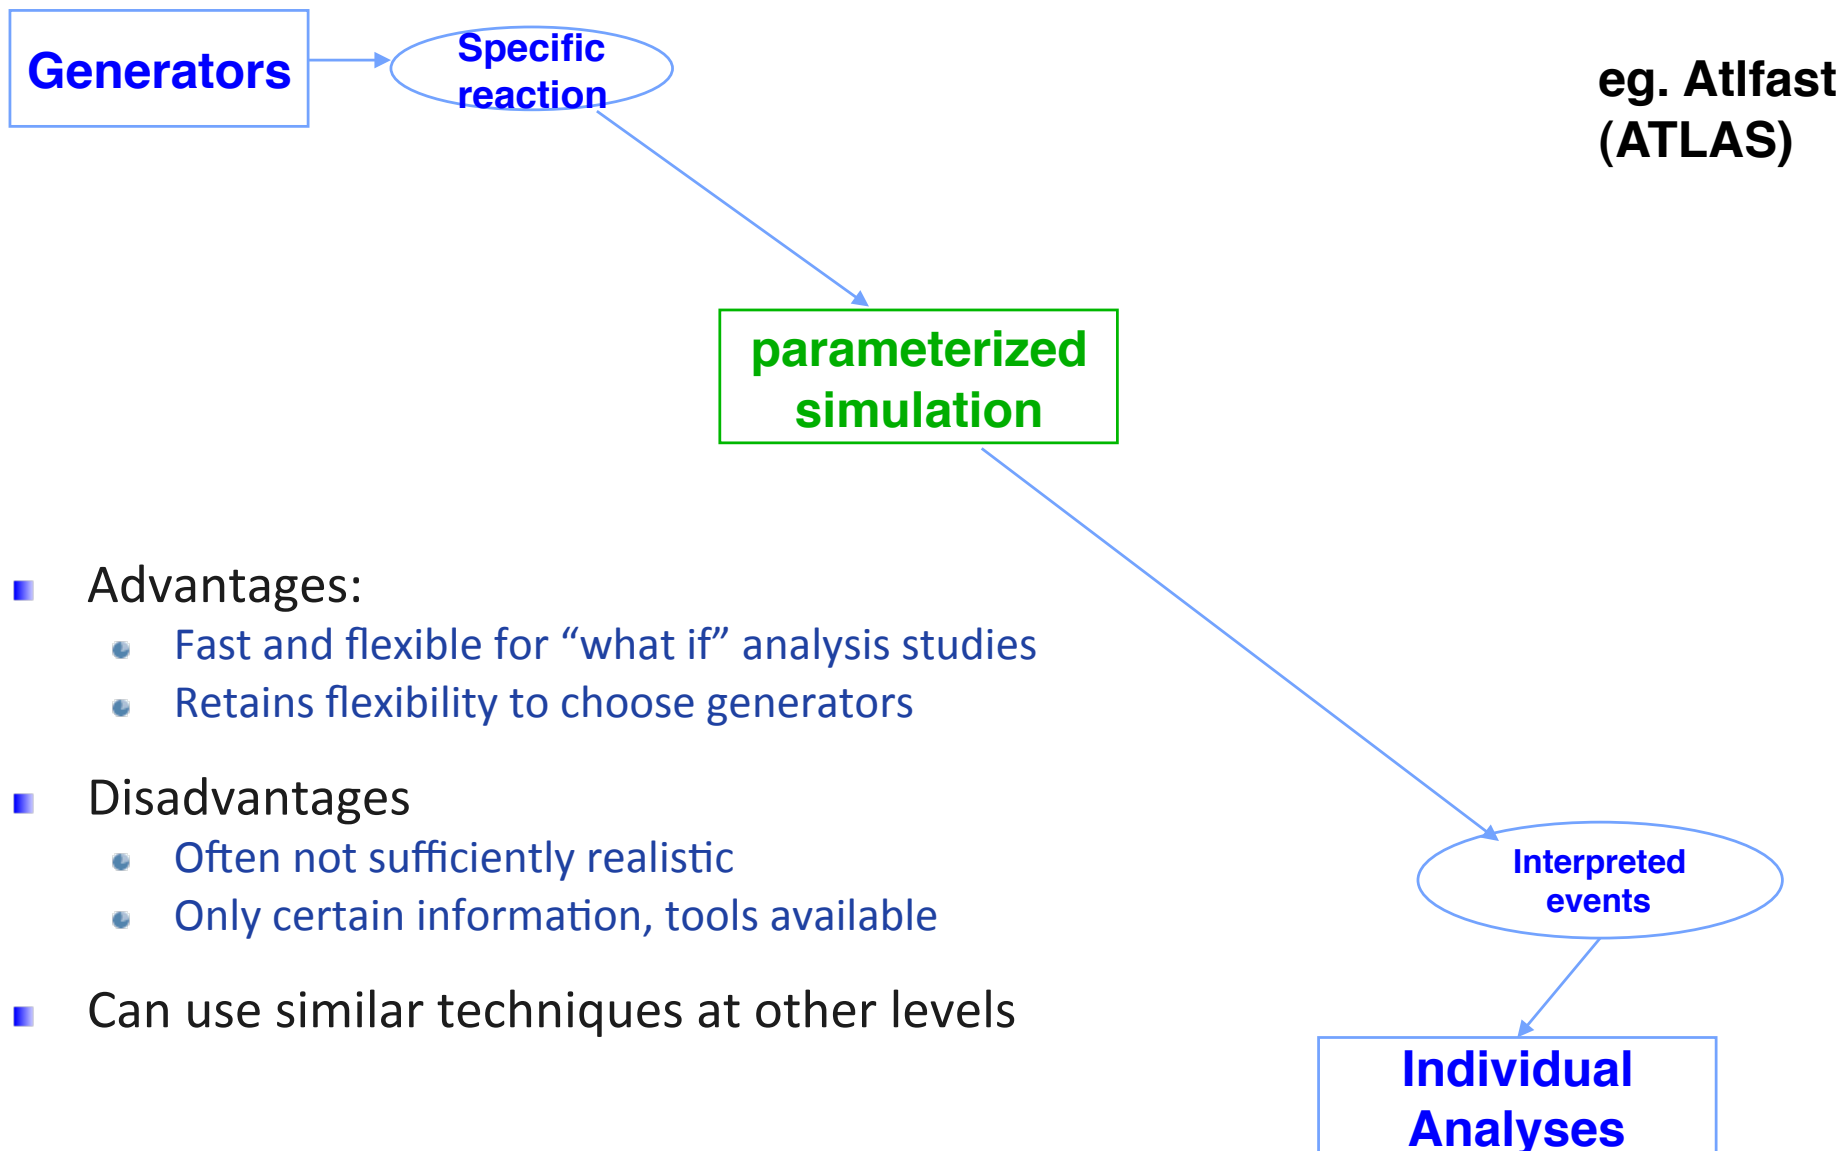 Generators
Specific
reaction
eg. Atlfast
(ATLAS)
parameterized
simulation
Advantages:
Fast and flexible for “what if” analysis studies
Retains flexibility to choose generators
Disadvantages
Often not sufficiently realistic
Only certain information, tools available
Can use similar techniques at other levels
Interpreted
events
Individual
Analyses